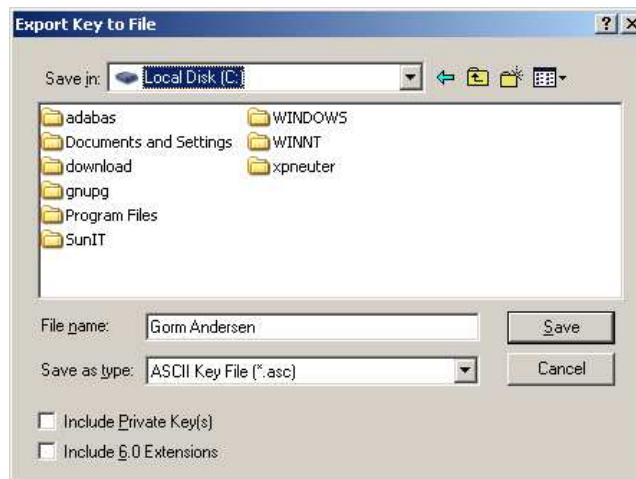 Export Key to File
Save in: Local Disk (C:)
adabas
Documents and Settings
download
gnupg
Program Files
SunIT
WINDOWS
WINNT
xpneuter
File name: Gorm Andersen Save
Save as type: ASCII Key File (*.asc) Cancel
Include Private Key(s)
Include 6.0 Extensions